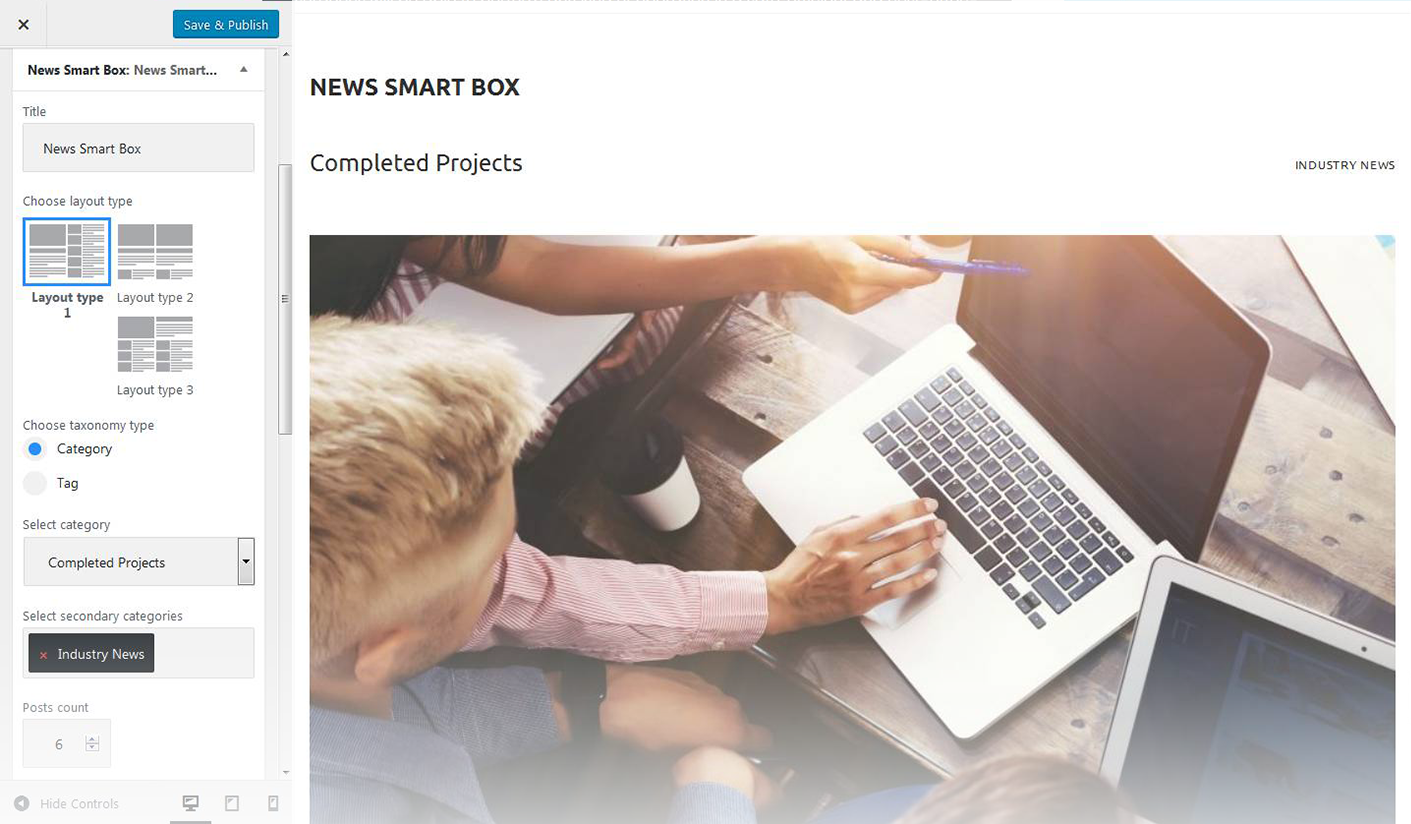 Save & Publish
News Smart Box: News Smart...
Title
News Smart Box
Choose layout type
Layout type
1
Layout type 2
Layout type 3
Choose taxonomy type
Category
Tag
Select category
Completed Projects
Select secondary categories
× Industry News
Posts count
6
Hide Controls
NEWS SMART BOX
Completed Projects
INDUSTRY NEWS